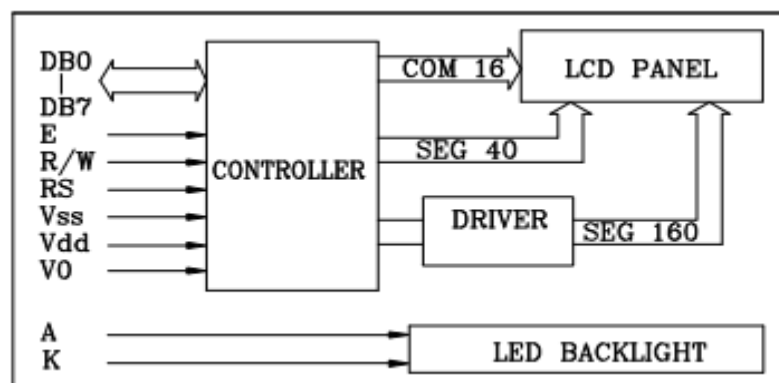 DB0
DB7
E
R/W
RS
Vss
Vdd
V0
CONTROLLER
COM 16
LCD PANEL
SEG 40
DRIVER
SEG 160
A
K
LED BACKLIGHT